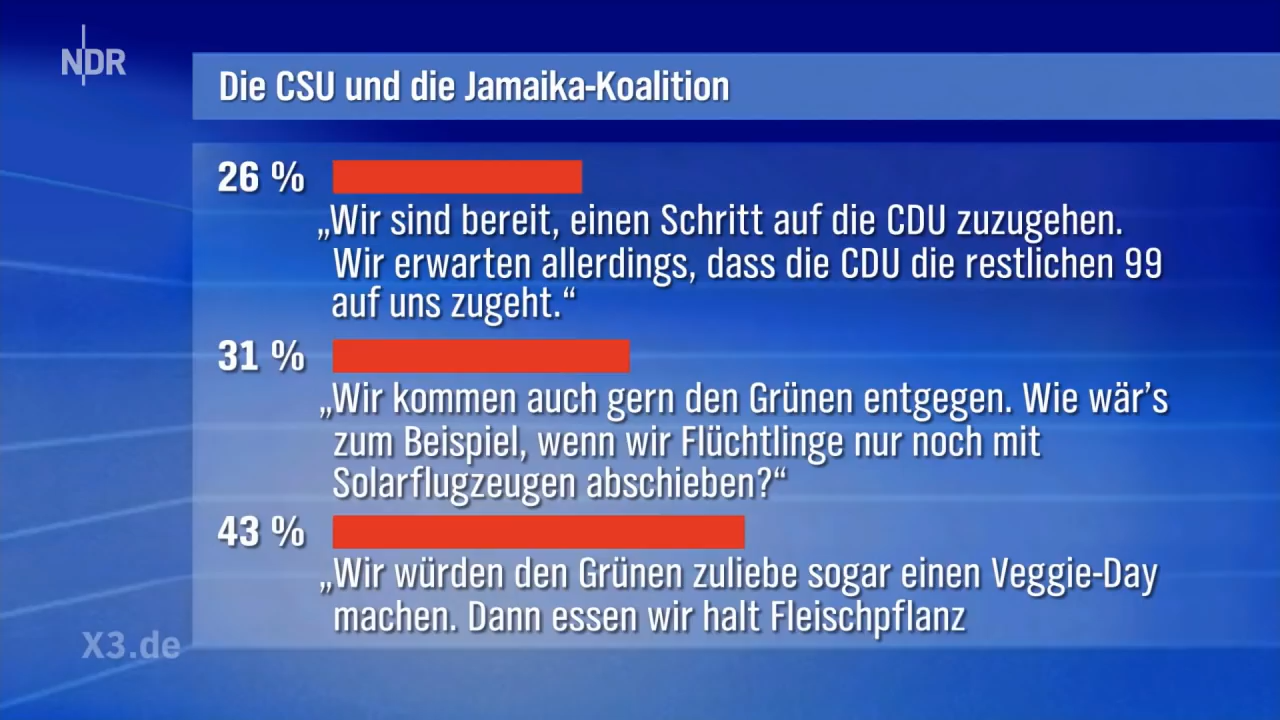 NDR
Die CSU und die Jamaika-Koalition
26 %
„Wir sind bereit, einen Schritt auf die CDU zuzugehen.
Wir erwarten allerdings, dass die CDU die restlichen 99
auf uns zugeht.“
31 %
„Wir kommen auch gern den Grünen entgegen. Wie wär’s
zum Beispiel, wenn wir Flüchtlinge nur noch mit
Solarflugzeugen abschieben?“
43 %
„Wir würden den Grünen zuliebe sogar einen Veggie-Day
machen. Dann essen wir halt Fleischpflanz
X3.de